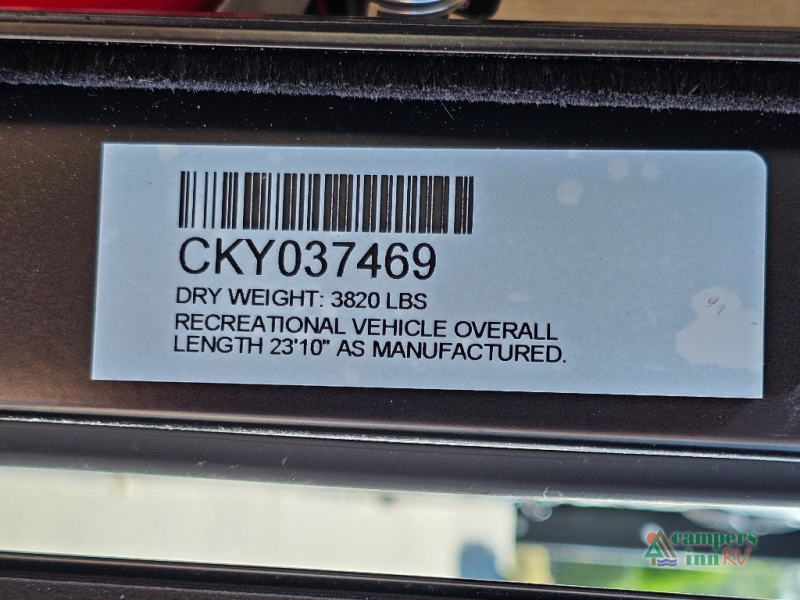 CKY037469
DRY WEIGHT: 3820 LBS
RECREATIONAL VEHICLE OVERALL
LENGTH 23'10" AS MANUFACTURED.
campers
inn RV